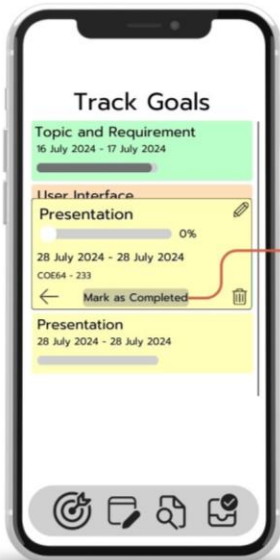 Track Goals
Topic and Requirement
16 July 2024 - 17 July 2024
User Interface
Presentation
0%
28 July 2024 - 28 July 2024
COE64 - 233
Mark as Completed
Presentation
28 July 2024 - 28 July 2024